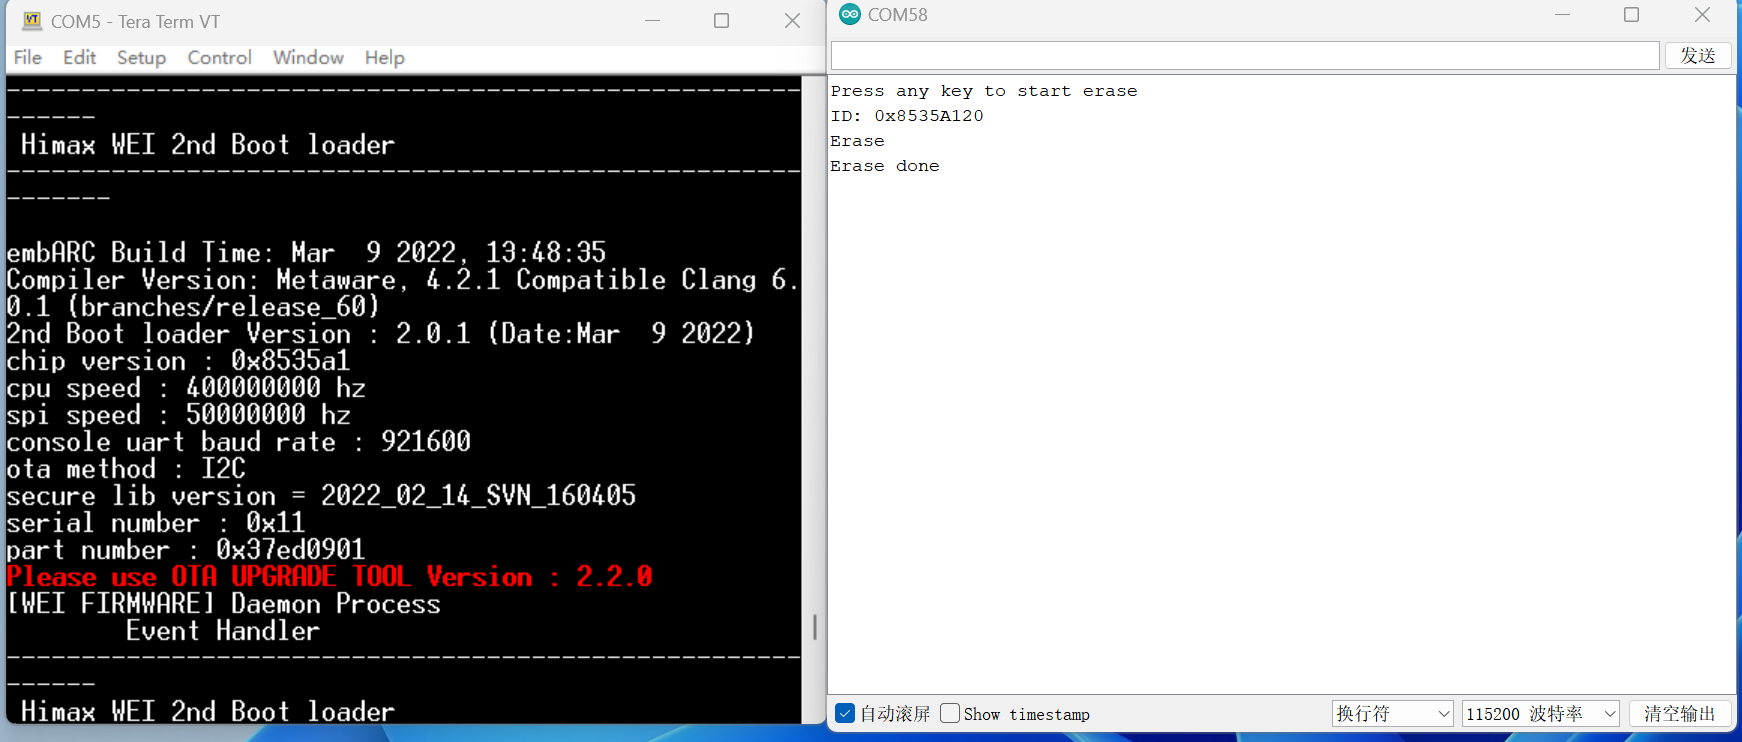 COM5 - Tera Term VT
File Edit Setup Control Window Help
--------------------------------------------------
------
Himax WEI 2nd Boot loader
--------------------------------------------------
-------
embARC Build Time: Mar  9 2022, 13:48:35
Compiler Version: Metaware, 4.2.1 Compatible Clang 6.
0.1 (branches/release_60)
2nd Boot loader Version : 2.0.1 (Date:Mar  9 2022)
chip version : 0x8535a1
cpu speed : 400000000 hz
spi speed : 50000000 hz
console uart baud rate : 921600
ota method : I2C
secure lib version = 2022_02_14_SVN_160405
serial number : 0x11
part number : 0x37ed0901
Please use OTA UPGRADE TOOL Version : 2.2.0
[WEI FIRMWARE] Daemon Process
Event Handler
--------------------------------------------------
------
Himax WEI 2nd Boot loader
COM58
发送
Press any key to start erase
ID: 0x8535A120
Erase
Erase done
自动滚屏 Show timestamp 换行符 115200 波特率 清空输出